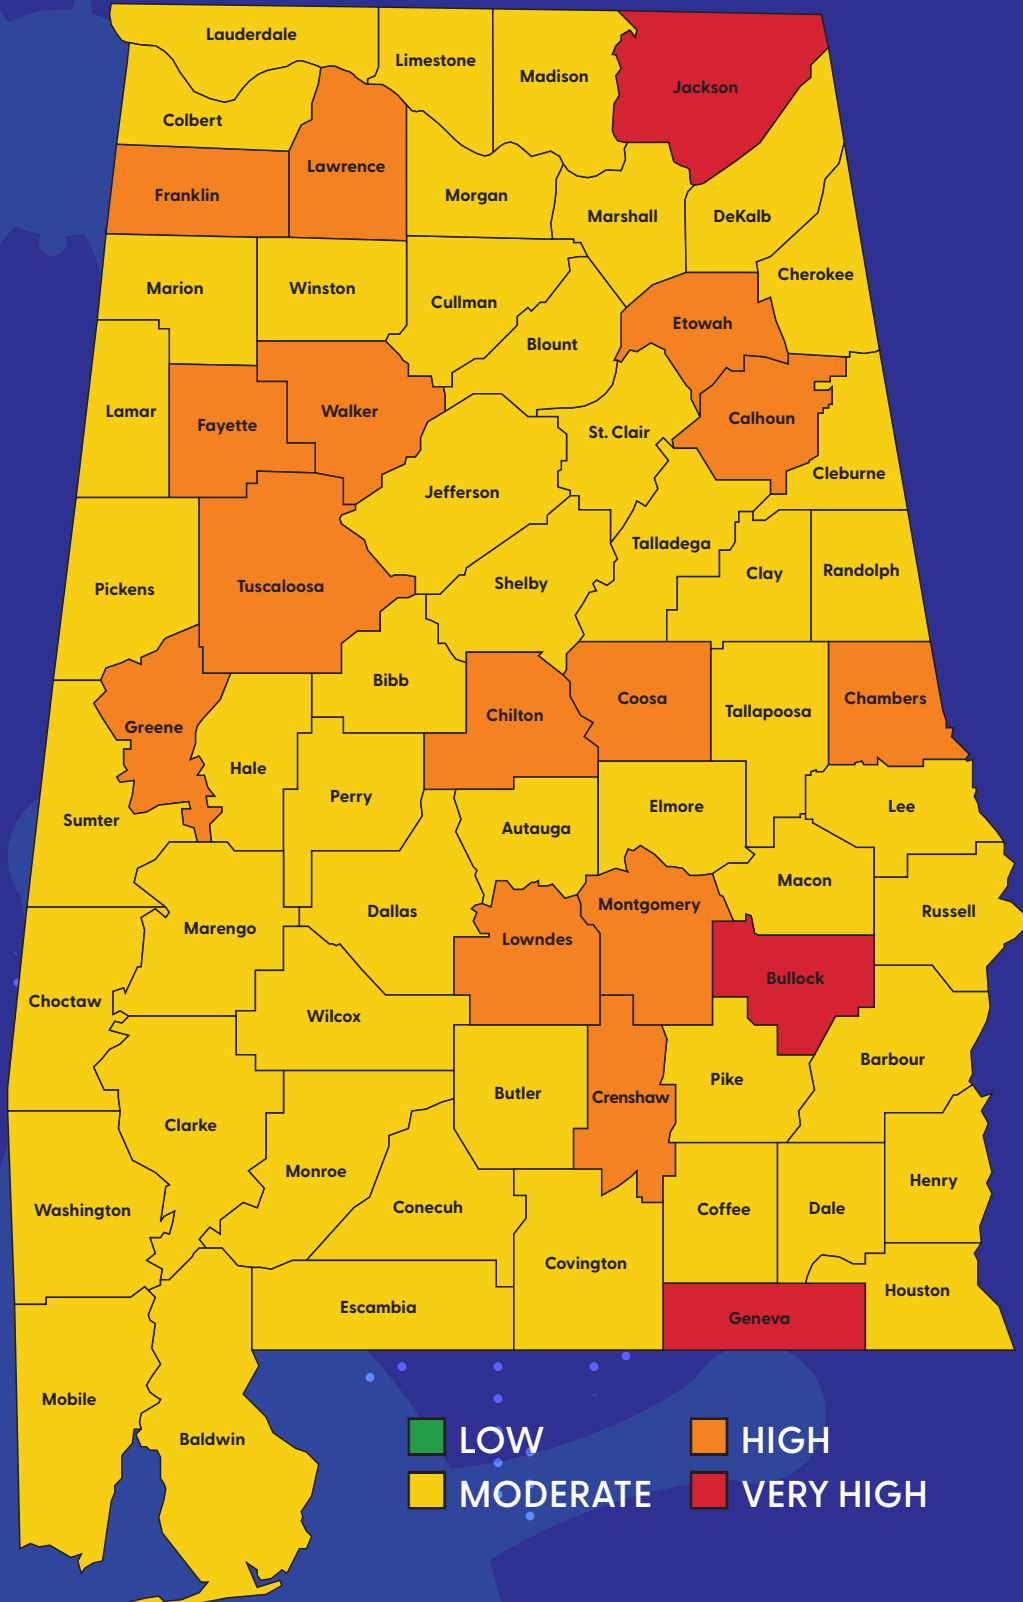 Lauderdale
Limestone
Madison
Jackson
Colbert
Lawrence
Franklin
Morgan
Marshall
DeKalb
Cherokee
Marion
Winston
Cullman
Etowah
Blount
Lamar
Fayette
Walker
St. Clair
Calhoun
Cleburne
Jefferson
Talladega
Pickens
Tuscaloosa
Shelby
Clay
Randolph
Bibb
Coosa
Chambers
Tallapoosa
Chilton
Greene
Hale
Perry
Elmore
Lee
Sumter
Autauga
Macon
Montgomery
Dallas
Russell
Marengo
Lowndes
Bullock
Choctaw
Wilcox
Barbour
Pike
Butler
Crenshaw
Clarke
Monroe
Henry
Washington
Conecuh
Coffee
Dale
Covington
Houston
Escambia
Geneva
Mobile
Baldwin
LOW
HIGH
MODERATE
VERY HIGH